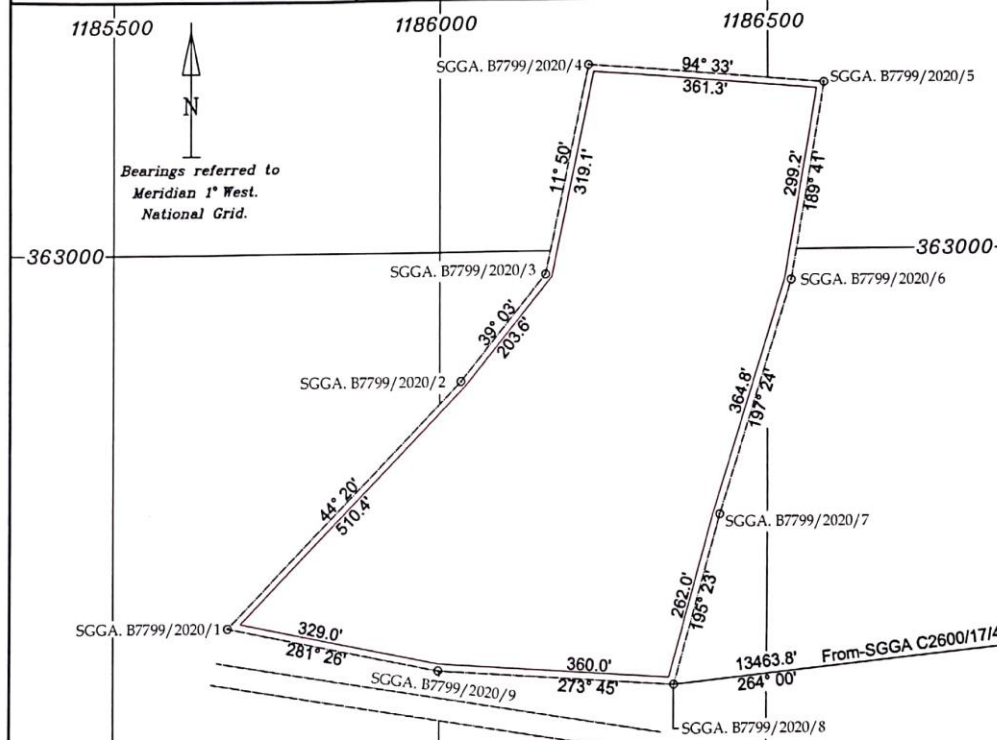 1185500
1186000
1186500
N
Bearings referred to
Meridian 1° West.
National Grid.
SGGA. B7799/2020/4
94° 33'
361.3'
SGGA. B7799/2020/5
11° 50'
319.1'
299.2'
189° 41'
363000
363000
SGGA. B7799/2020/3
SGGA. B7799/2020/6
39° 03'
203.6'
SGGA. B7799/2020/2
364.8'
197° 24'
44° 20'
510.4'
SGGA. B7799/2020/7
262.0'
195° 23'
SGGA. B7799/2020/1
329.0'
281° 26'
360.0'
273° 45'
SGGA. B7799/2020/9
13463.8'
264° 00'
From-SGGA C2600/17/4
SGGA. B7799/2020/8